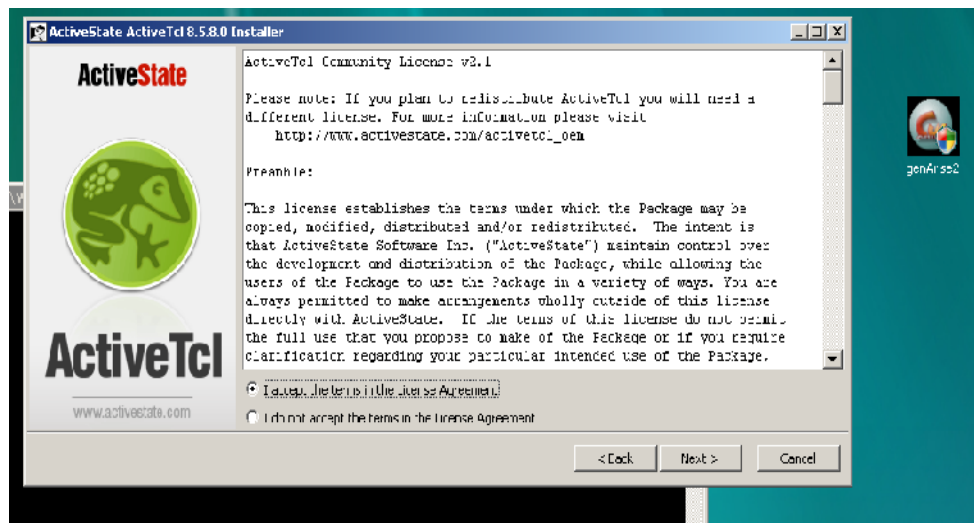 ActiveState ActiveTcl 8.5.8.0 Installer
ActiveState
ActiveTcl
www.activestate.com
ActiveTcl Community License v2.1
Please note: If you plan to redistribute ActiveTcl you will need a
different license. For more information please visit
http://www.activestate.com/activetcl_oem
Preamble:
This license establishes the terms under which the Package may be
copied, modified, distributed and/or redistributed. The intent is
that ActiveState Software Inc. ("ActiveState") maintain control over
the development and distribution of the Package, while allowing the
users of the Package to use the Package in a variety of ways. You are
always permitted to make arrangements wholly outside of this license
directly with ActiveState. If the terms of this license do not permit
the full use that you propose to make of the Package or if you require
clarification regarding your particular intended use of the Package,
I accept the terms in the License Agreement
I do not accept the terms in the License Agreement
< Back
Next >
Cancel
genArise2